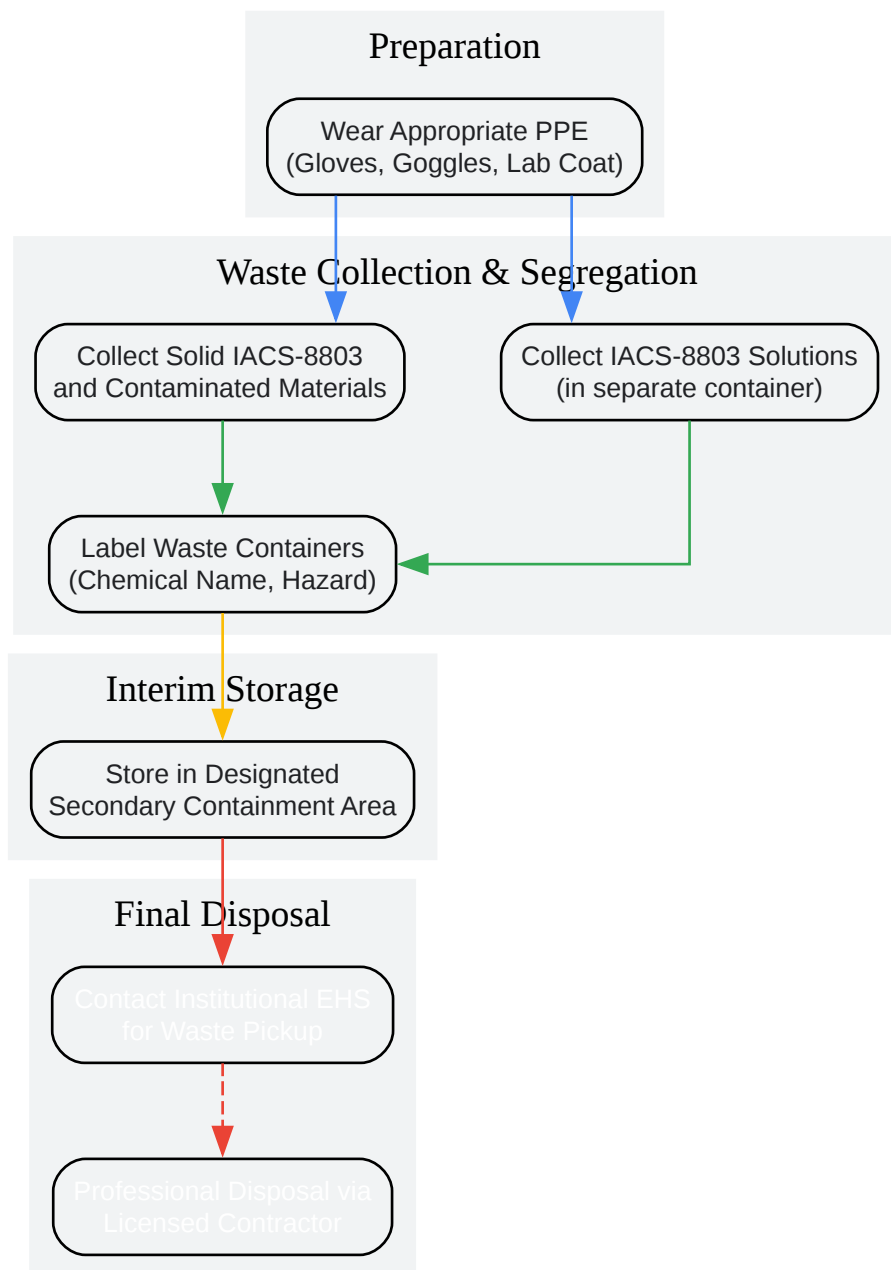 Preparation
Wear Appropriate PPE
(Gloves, Goggles, Lab Coat)
Waste Collection & Segregation
Collect Solid IACS-8803
and Contaminated Materials
Collect IACS-8803 Solutions
(in separate container)
Label Waste Containers
(Chemical Name, Hazard)
Interim Storage
Store in Designated
Secondary Containment Area
Final Disposal
Contact Institutional EHS
for Waste Pickup
Professional Disposal via
Licensed Contractor